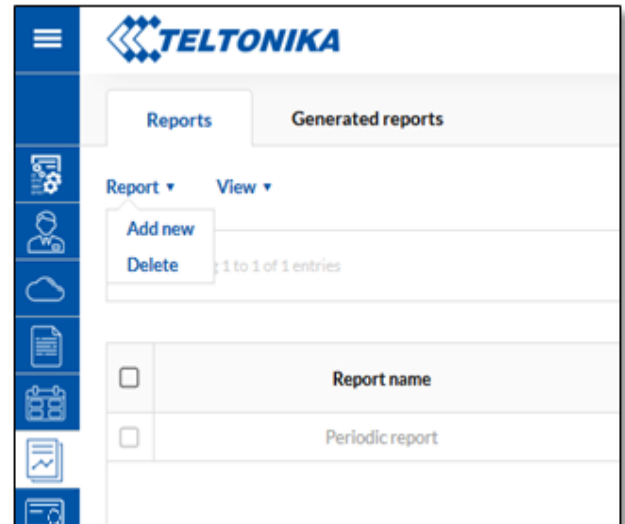 TELTONIKA
Reports Generated reports
Report ▾ View ▾
Add new
Delete
1 to 1 of 1 entries
Report name
Periodic report